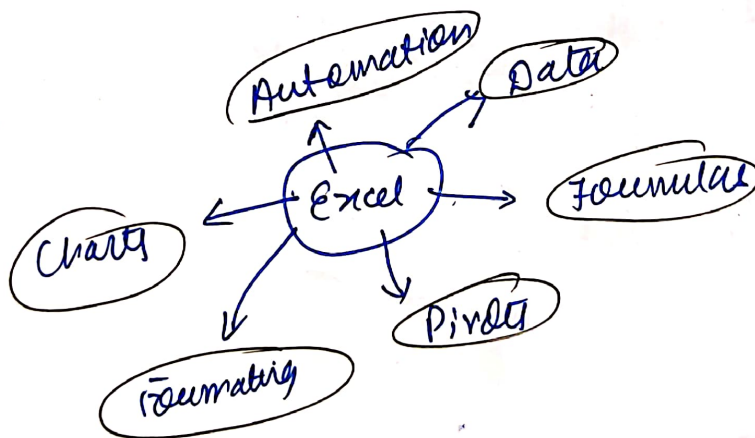 Automation
Data
Excel
Formulas
Charts
Pivots
Formatting